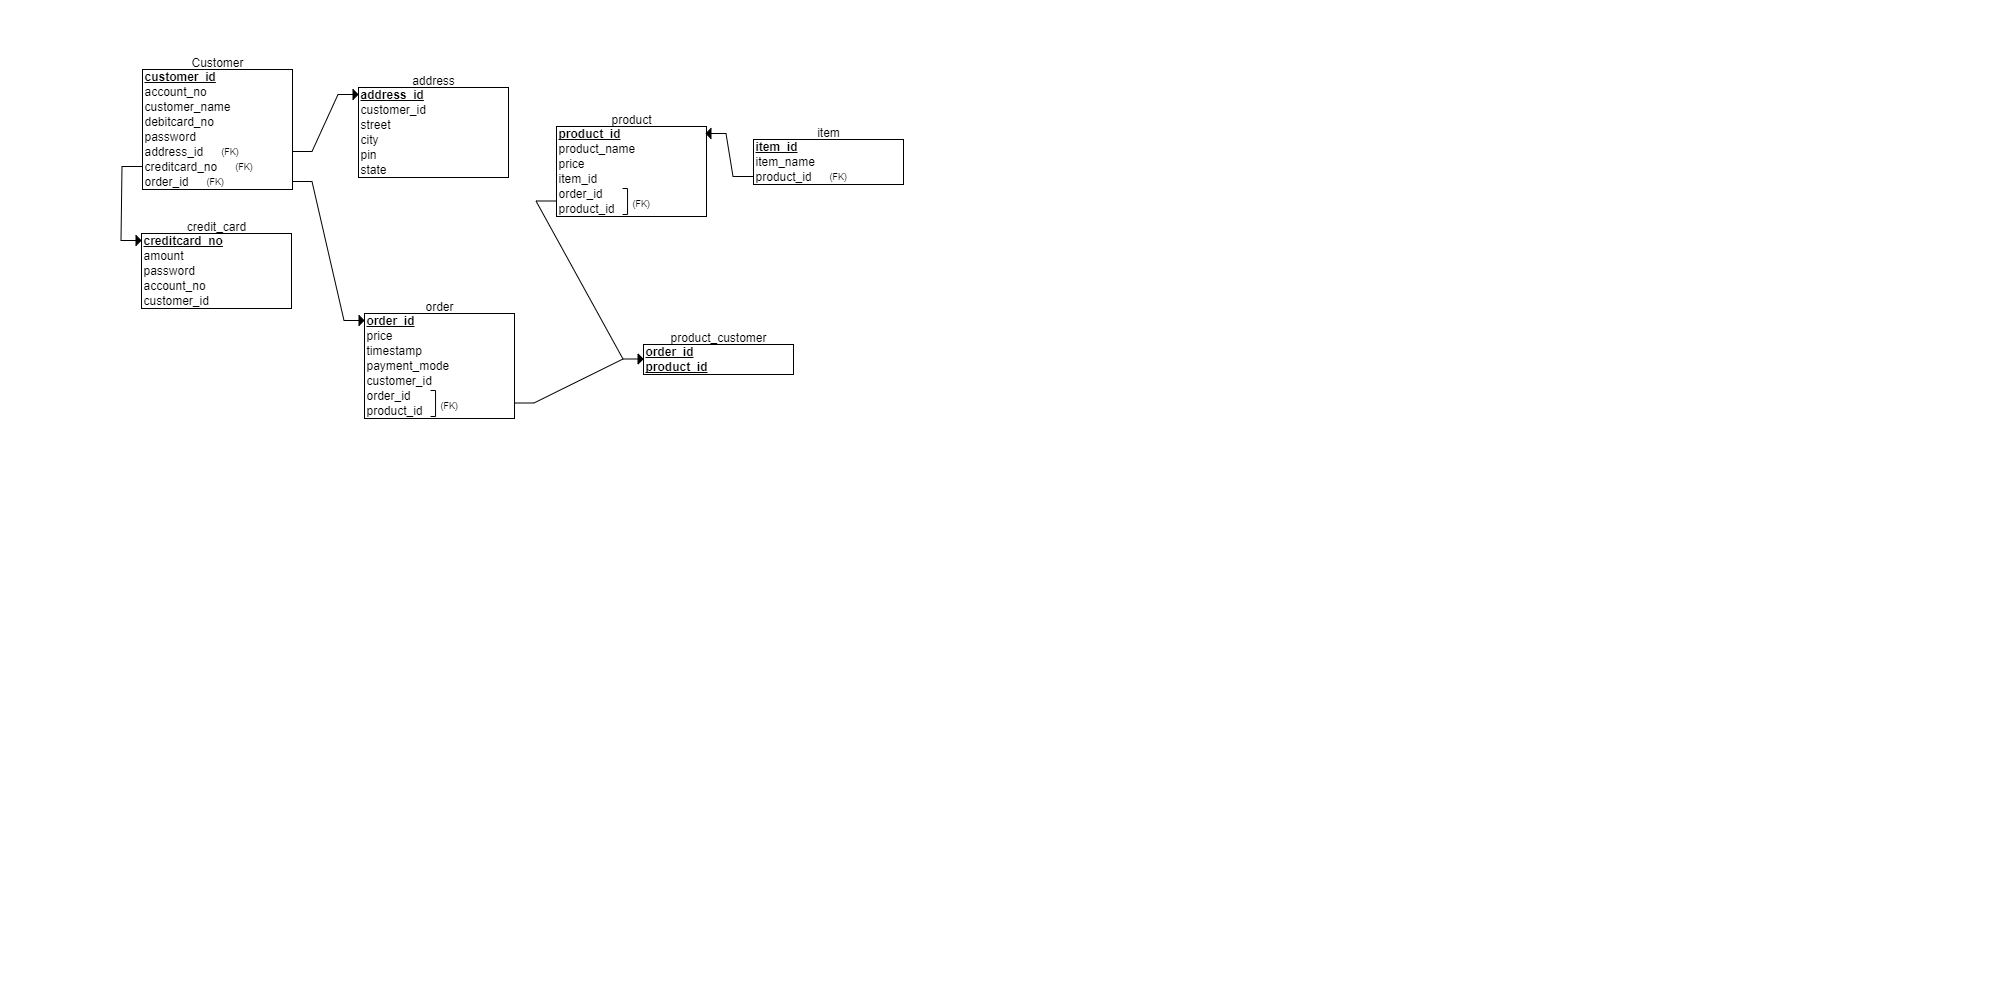 Customer
customer_id
account_no
customer_name
debitcard_no
password
address_id (FK)
creditcard_no (FK)
order_id (FK)
address
address_id
customer_id
street
city
pin
state
product
product_id
product_name
price
item_id
order_id
product_id (FK)
item
item_id
item_name
product_id (FK)
credit_card
creditcard_no
amount
password
account_no
customer_id
order
order_id
price
timestamp
payment_mode
customer_id
order_id
product_id (FK)
product_customer
order_id
product_id